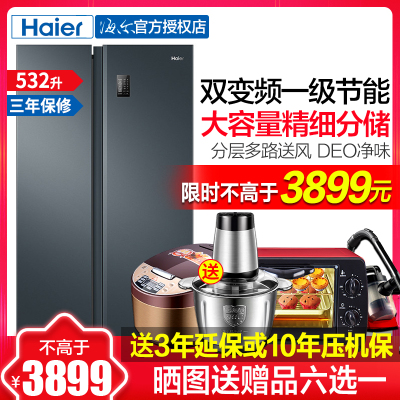 Haier 海尔官方授权店
532升
三年保修
Haier
双变频一级节能
大容量精细分储
分层多路送风 DEO净味
限时不高于3899元
送
送3年延保或10年压机保
不高于
¥3899
晒图送赠品六选一